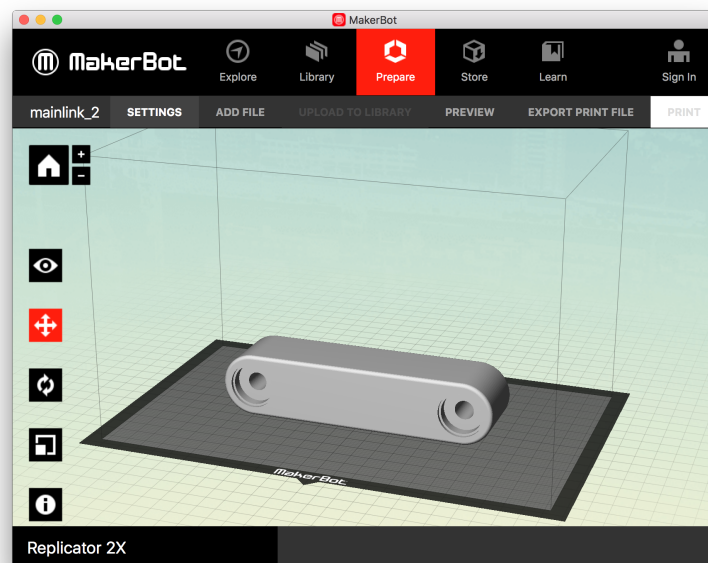 MakerBot
MakerBot
Explore
Library
Prepare
Store
Learn
Sign In
mainlink_2
SETTINGS
ADD FILE
UPLOAD TO LIBRARY
PREVIEW
EXPORT PRINT FILE
PRINT
MakerBot
Replicator 2X